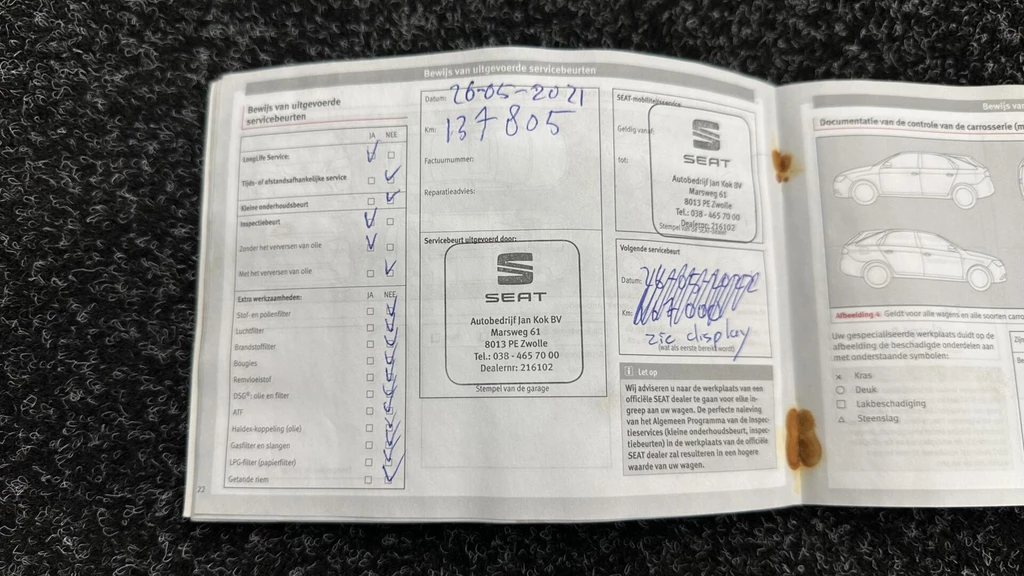 Bewijs van uitgevoerde servicebeurten
Bewijs van uitgevoerde
servicebeurten
JA NEE
LongLife Service:
Tijds- of afstandsafhankelijke service
Kleine onderhoudsbeurt
Inspectiebeurt
Zonder het verversen van olie
Met het verversen van olie
Extra werkzaamheden: JA NEE
Stof- en pollenfilter
Luchtfilter
Brandstoffilter
Bougies
Remvloeistof
DSG®: olie en filter
ATF
Haldex-koppeling (olie)
Gasfilter en slangen
LPG-filter (papierfilter)
Getande riem
22
Datum: 26-05-2021
Km: 137805
Factuurnummer:
Reparatieadvies:
Servicebeurt uitgevoerd door:
SEAT
Autobedrijf Jan Kok BV
Marsweg 61
8013 PE Zwolle
Tel.: 038 - 465 70 00
Dealernr: 216102
Stempel van de garage
SEAT-mobiliteitsservice
Geldig vanaf:
tot:
SEAT
Autobedrijf Jan Kok BV
Marsweg 61
8013 PE Zwolle
Tel.: 038 - 465 70 00
Dealernr: 216102
Volgende servicebeurt
Datum:
Km:
zie display
(wat als eerste bereikt wordt)
i Let op
Wij adviseren u naar de werkplaats van een
officiële SEAT dealer te gaan voor elke in-
greep aan uw wagen. De perfecte naleving
van het Algemeen Programma van de Inspec-
tieservices (kleine onderhoudsbeurt, inspec-
tiebeurten) in de werkplaats van de officiële
SEAT dealer zal resulteren in een hogere
waarde van uw wagen.
Bewijs va
Documentatie van de controle van de carrosserie (m
Afbeelding 4 Geldt voor alle wagens en alle soorten carro
Uw gespecialiseerde werkplaats duidt op de
afbeelding de beschadigde onderdelen aan
met onderstaande symbolen:
× Kras
○ Deuk
□ Lakbeschadiging
△ Steenslag